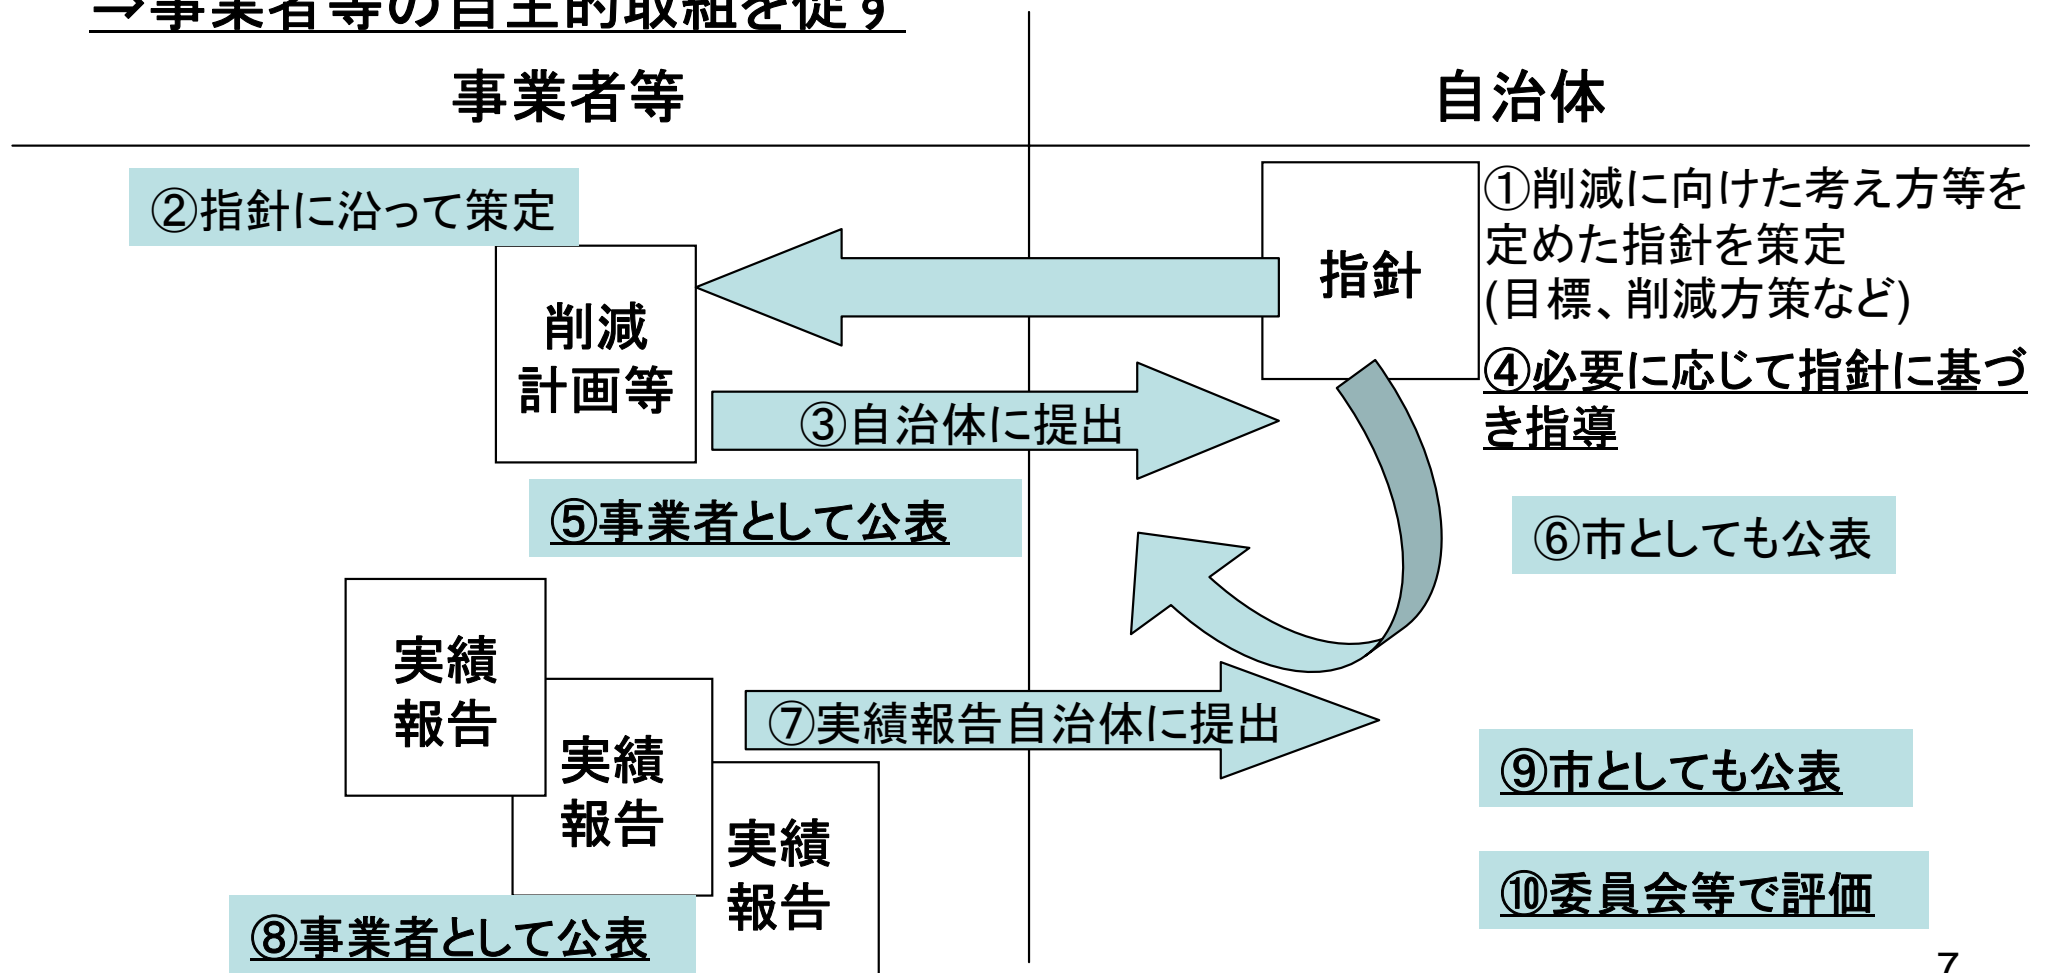 →事業者等の自主的取組を促す
事業者等
自治体
②指針に沿って策定
指針
①削減に向けた考え方等を
定めた指針を策定
(目標、削減方策など)
削減
計画等
④必要に応じて指針に基づ
き指導
③自治体に提出
⑤事業者として公表
⑥市としても公表
実績
報告
⑦実績報告自治体に提出
実績
報告
⑨市としても公表
実績
報告
⑩委員会等で評価
⑧事業者として公表
7